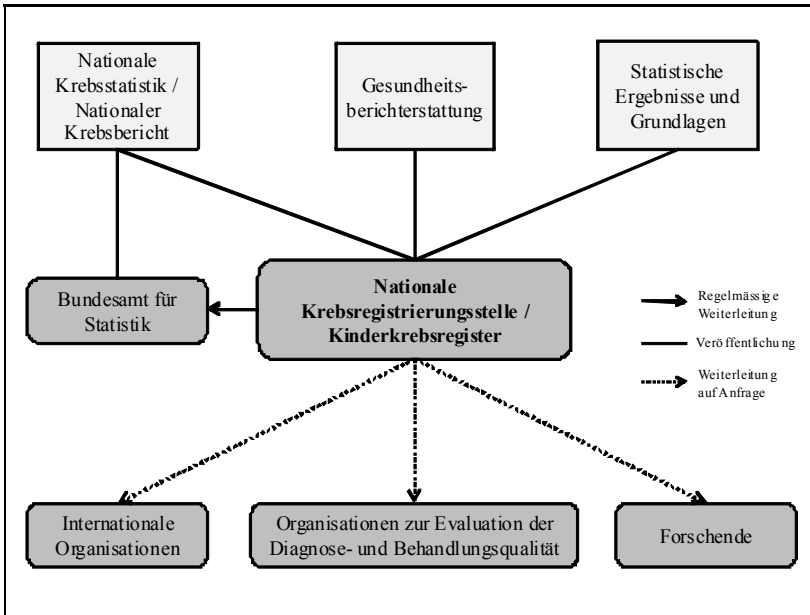 Nationale
Krebsstatistik /
Nationaler
Krebsbericht
Gesundheits-
berichterstattung
Statistische
Ergebnisse und
Grundlagen
Bundesamt für
Statistik
Nationale
Krebsregistrierungsstelle /
Kinderkrebsregister
Regelmässige
Weiterleitung
Veröffentlichung
Weiterleitung
auf Anfrage
Internationale
Organisationen
Organisationen zur Evaluation der
Diagnose- und Behandlungsqualität
Forschende